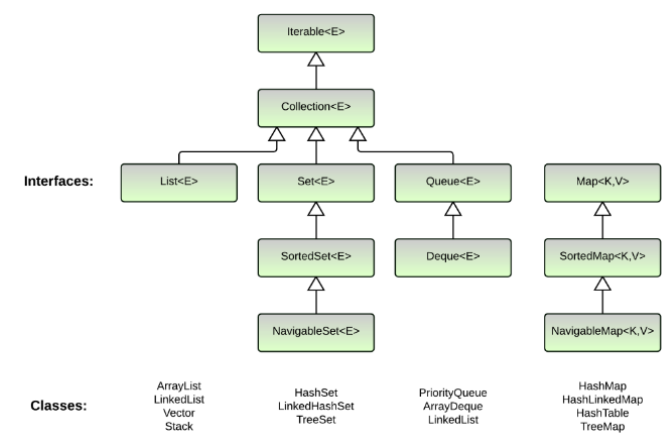 Iterable<E>
Collection<E>
Interfaces:
List<E>
Set<E>
Queue<E>
Map<K,V>
SortedSet<E>
Deque<E>
SortedMap<K,V>
NavigableSet<E>
NavigableMap<K,V>
Classes:
ArrayList
LinkedList
Vector
Stack
HashSet
LinkedHashSet
TreeSet
PriorityQueue
ArrayDeque
LinkedList
HashMap
HashLinkedMap
HashTable
TreeMap